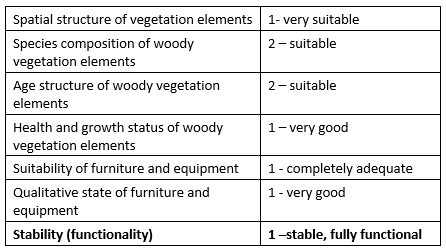 Spatial structure of vegetation elements 1- very suitable
Species composition of woody 2 – suitable
vegetation elements
Age structure of woody vegetation 2 – suitable
elements
Health and growth status of woody 1 – very good
vegetation elements
Suitability of furniture and equipment 1 - completely adequate
Qualitative state of furniture and 1 - very good
equipment
Stability (functionality) 1 –stable, fully functional